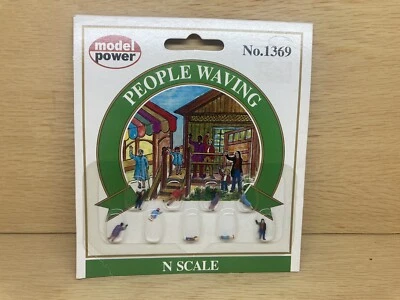 model
power
No.1369
PEOPLE WAVING
N SCALE